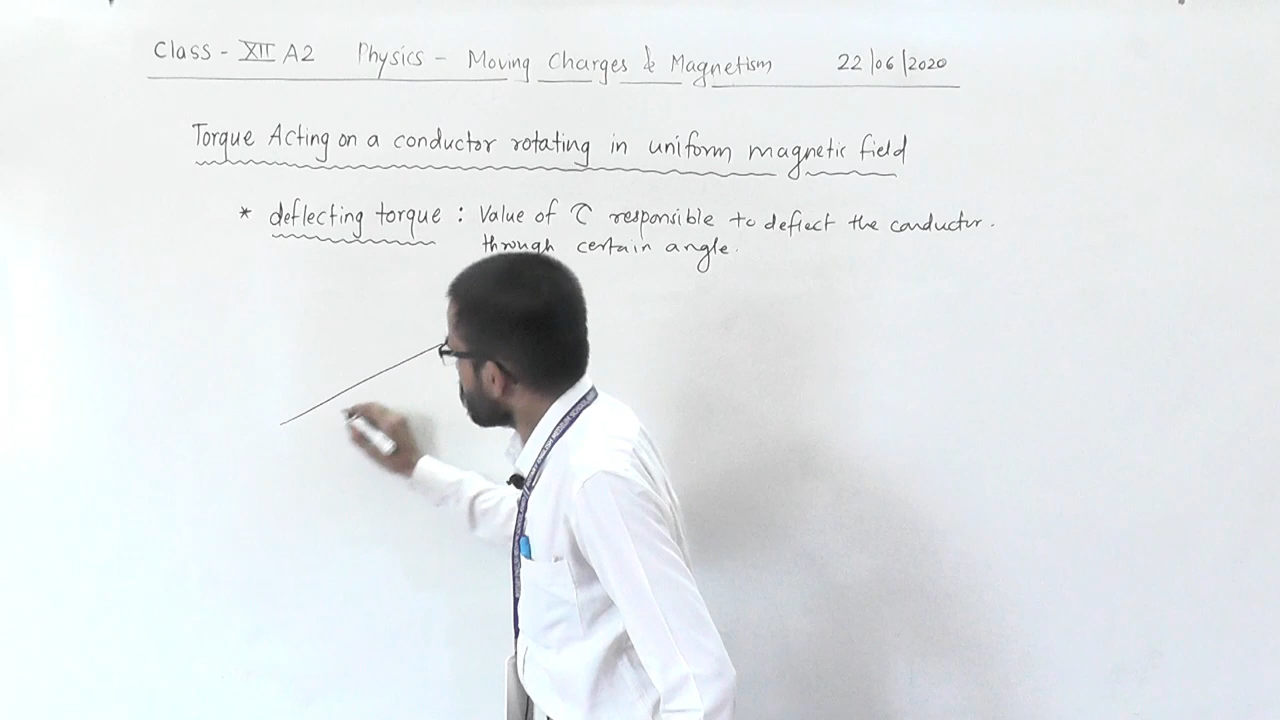 Class - XII A2 Physics - Moving Charges & Magnetism 22/06/2020
Torque Acting on a conductor rotating in uniform magnetic field
* deflecting torque : Value of τ responsible to deflect the conductor.
through certain angle.